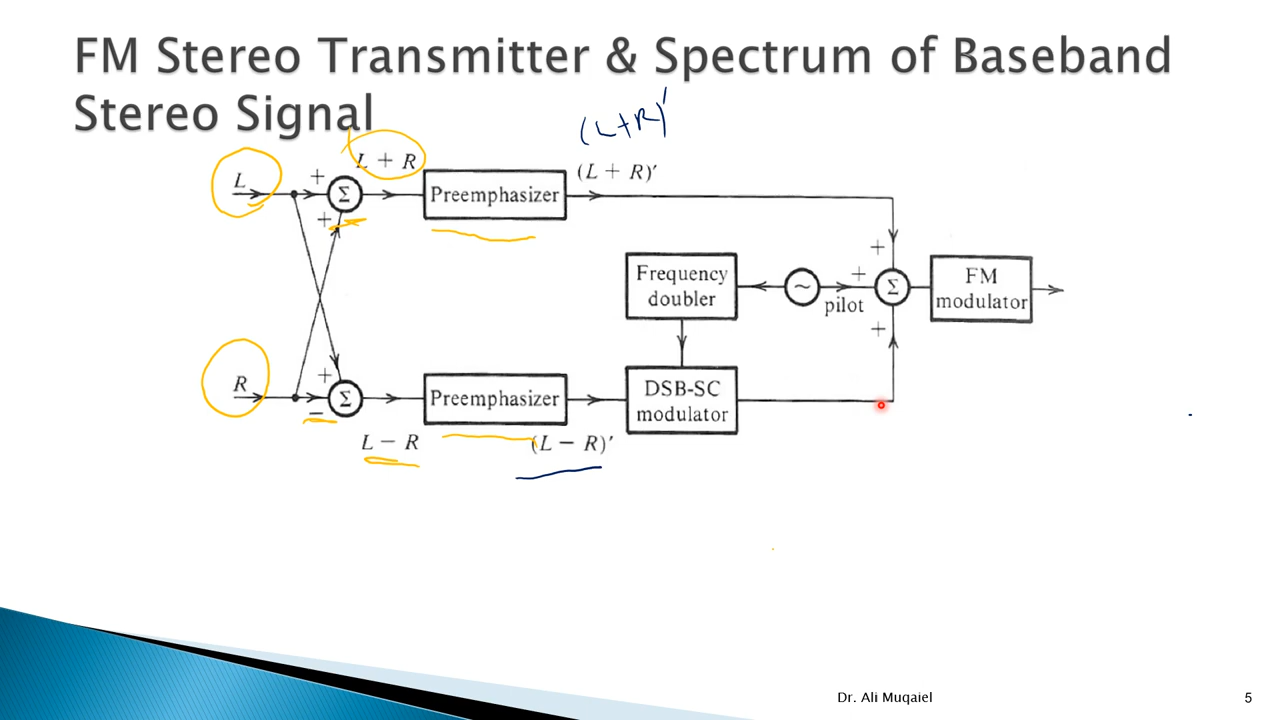 FM Stereo Transmitter & Spectrum of Baseband
Stereo Signal
(L+R)'
L
+
Σ
+
L + R
Preemphasizer
(L + R)'
Frequency
doubler
~
pilot
+
+
Σ
+
FM
modulator
R
+
Σ
−
L − R
Preemphasizer
(L − R)'
DSB-SC
modulator
Dr. Ali Muqaiel
5